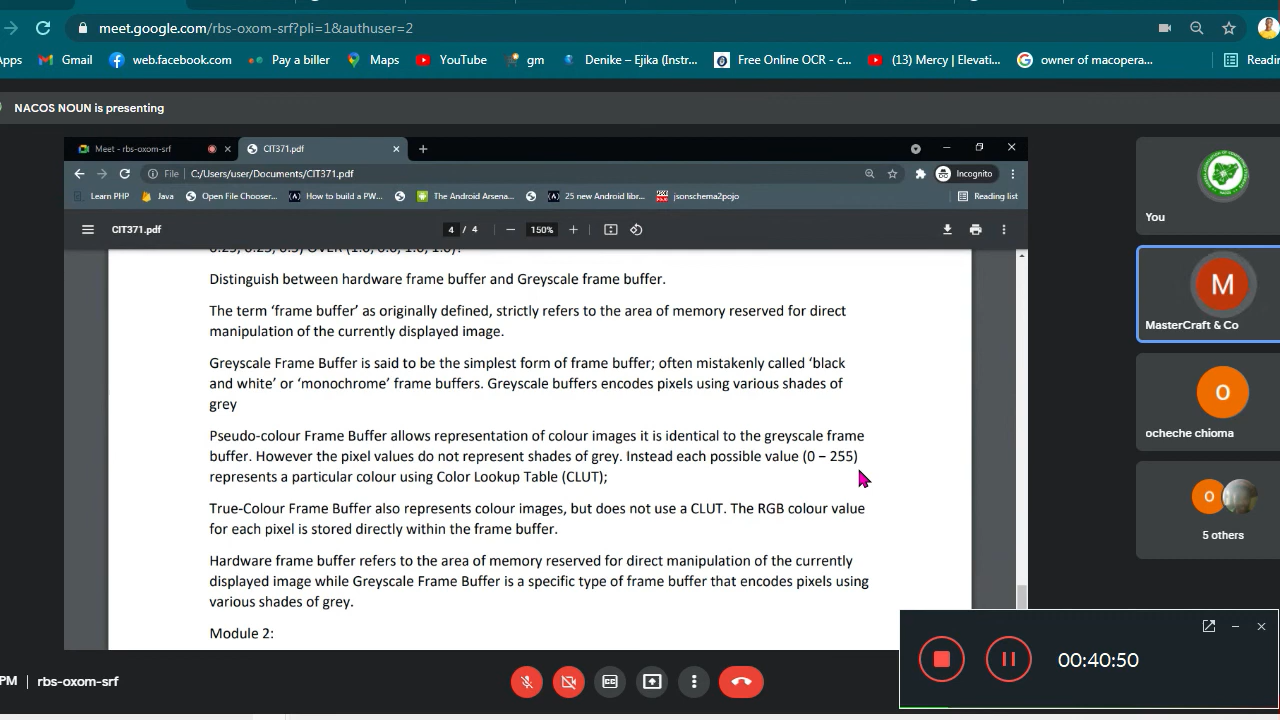 meet.google.com/rbs-oxom-srf?pli=1&authuser=2
Apps Gmail web.facebook.com Pay a biller Maps YouTube gm Denike – Ejika (Instr... Free Online OCR - c... (13) Mercy | Elevati... owner of macopera... Readin
NACOS NOUN is presenting
Meet - rbs-oxom-srf CIT371.pdf
File C:/Users/user/Documents/CIT371.pdf Incognito
Learn PHP Java Open File Chooser... How to build a PW... The Android Arsena... 25 new Android libr... jsonschema2pojo Reading list
CIT371.pdf 4 / 4 150%
Distinguish between hardware frame buffer and Greyscale frame buffer.
The term ‘frame buffer’ as originally defined, strictly refers to the area of memory reserved for direct
manipulation of the currently displayed image.
Greyscale Frame Buffer is said to be the simplest form of frame buffer; often mistakenly called ‘black
and white’ or ‘monochrome’ frame buffers. Greyscale buffers encodes pixels using various shades of
grey
Pseudo-colour Frame Buffer allows representation of colour images it is identical to the greyscale frame
buffer. However the pixel values do not represent shades of grey. Instead each possible value (0 – 255)
represents a particular colour using Color Lookup Table (CLUT);
True-Colour Frame Buffer also represents colour images, but does not use a CLUT. The RGB colour value
for each pixel is stored directly within the frame buffer.
Hardware frame buffer refers to the area of memory reserved for direct manipulation of the currently
displayed image while Greyscale Frame Buffer is a specific type of frame buffer that encodes pixels using
various shades of grey.
Module 2:
You
M
MasterCraft & Co
o
ocheche chioma
o
5 others
00:40:50
PM rbs-oxom-srf